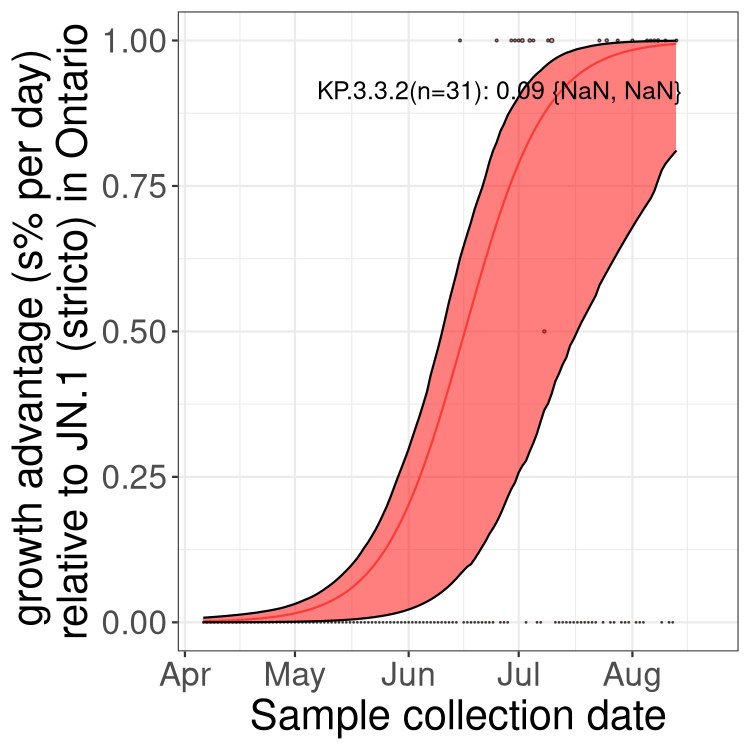 growth advantage (s% per day)
relative to JN.1 (stricto) in Ontario
1.00
0.75
0.50
0.25
0.00
KP.3.3.2(n=31): 0.09 {NaN, NaN}
Apr May Jun Jul Aug
Sample collection date